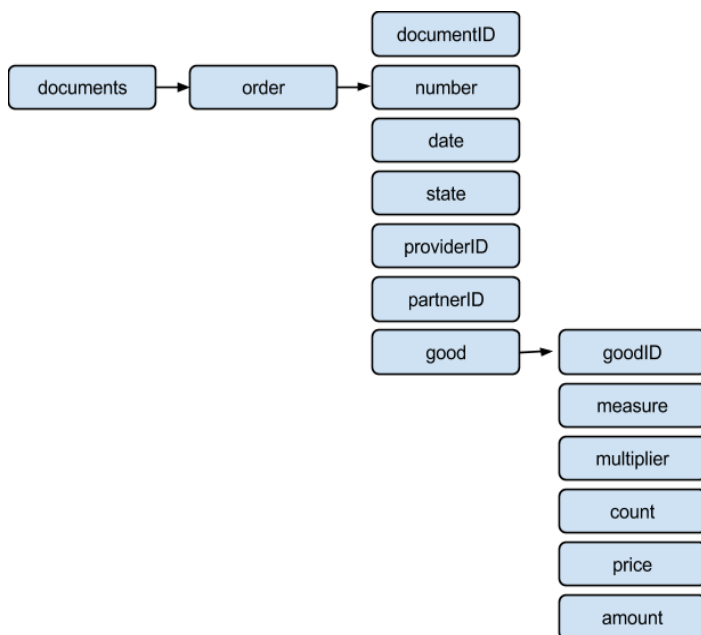 documentID
documents
order
number
date
state
providerID
partnerID
good
goodID
measure
multiplier
count
price
amount